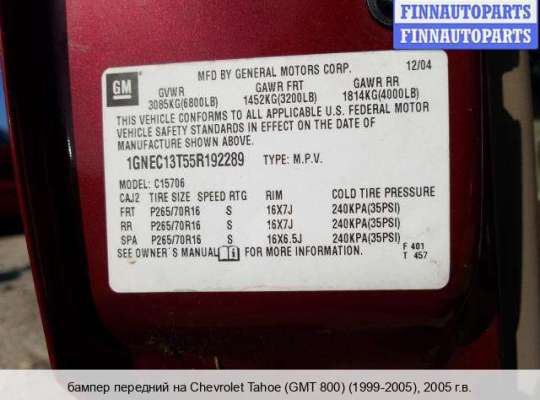 FINNAUTOPARTS
FINNAUTOPARTS
GM
MFD BY GENERAL MOTORS CORP. 12/04
GVWR GAWR FRT GAWR RR
3085KG(6800LB) 1452KG(3200LB) 1814KG(4000LB)
THIS VEHICLE CONFORMS TO ALL APPLICABLE U.S. FEDERAL MOTOR
VEHICLE SAFETY STANDARDS IN EFFECT ON THE DATE OF
MANUFACTURE SHOWN ABOVE.
1GNEC13T55R192289 TYPE: M.P.V.
MODEL: C15706
CAJ2 TIRE SIZE SPEED RTG RIM COLD TIRE PRESSURE
FRT P265/70R16 S 16X7J 240KPA(35PSI)
RR P265/70R16 S 16X7J 240KPA(35PSI)
SPA P265/70R16 S 16X6.5J 240KPA(35PSI)
SEE OWNER'S MANUAL FOR MORE INFORMATION.
F 401
T 457
бампер передний на Chevrolet Tahoe (GMT 800) (1999-2005), 2005 г.в.